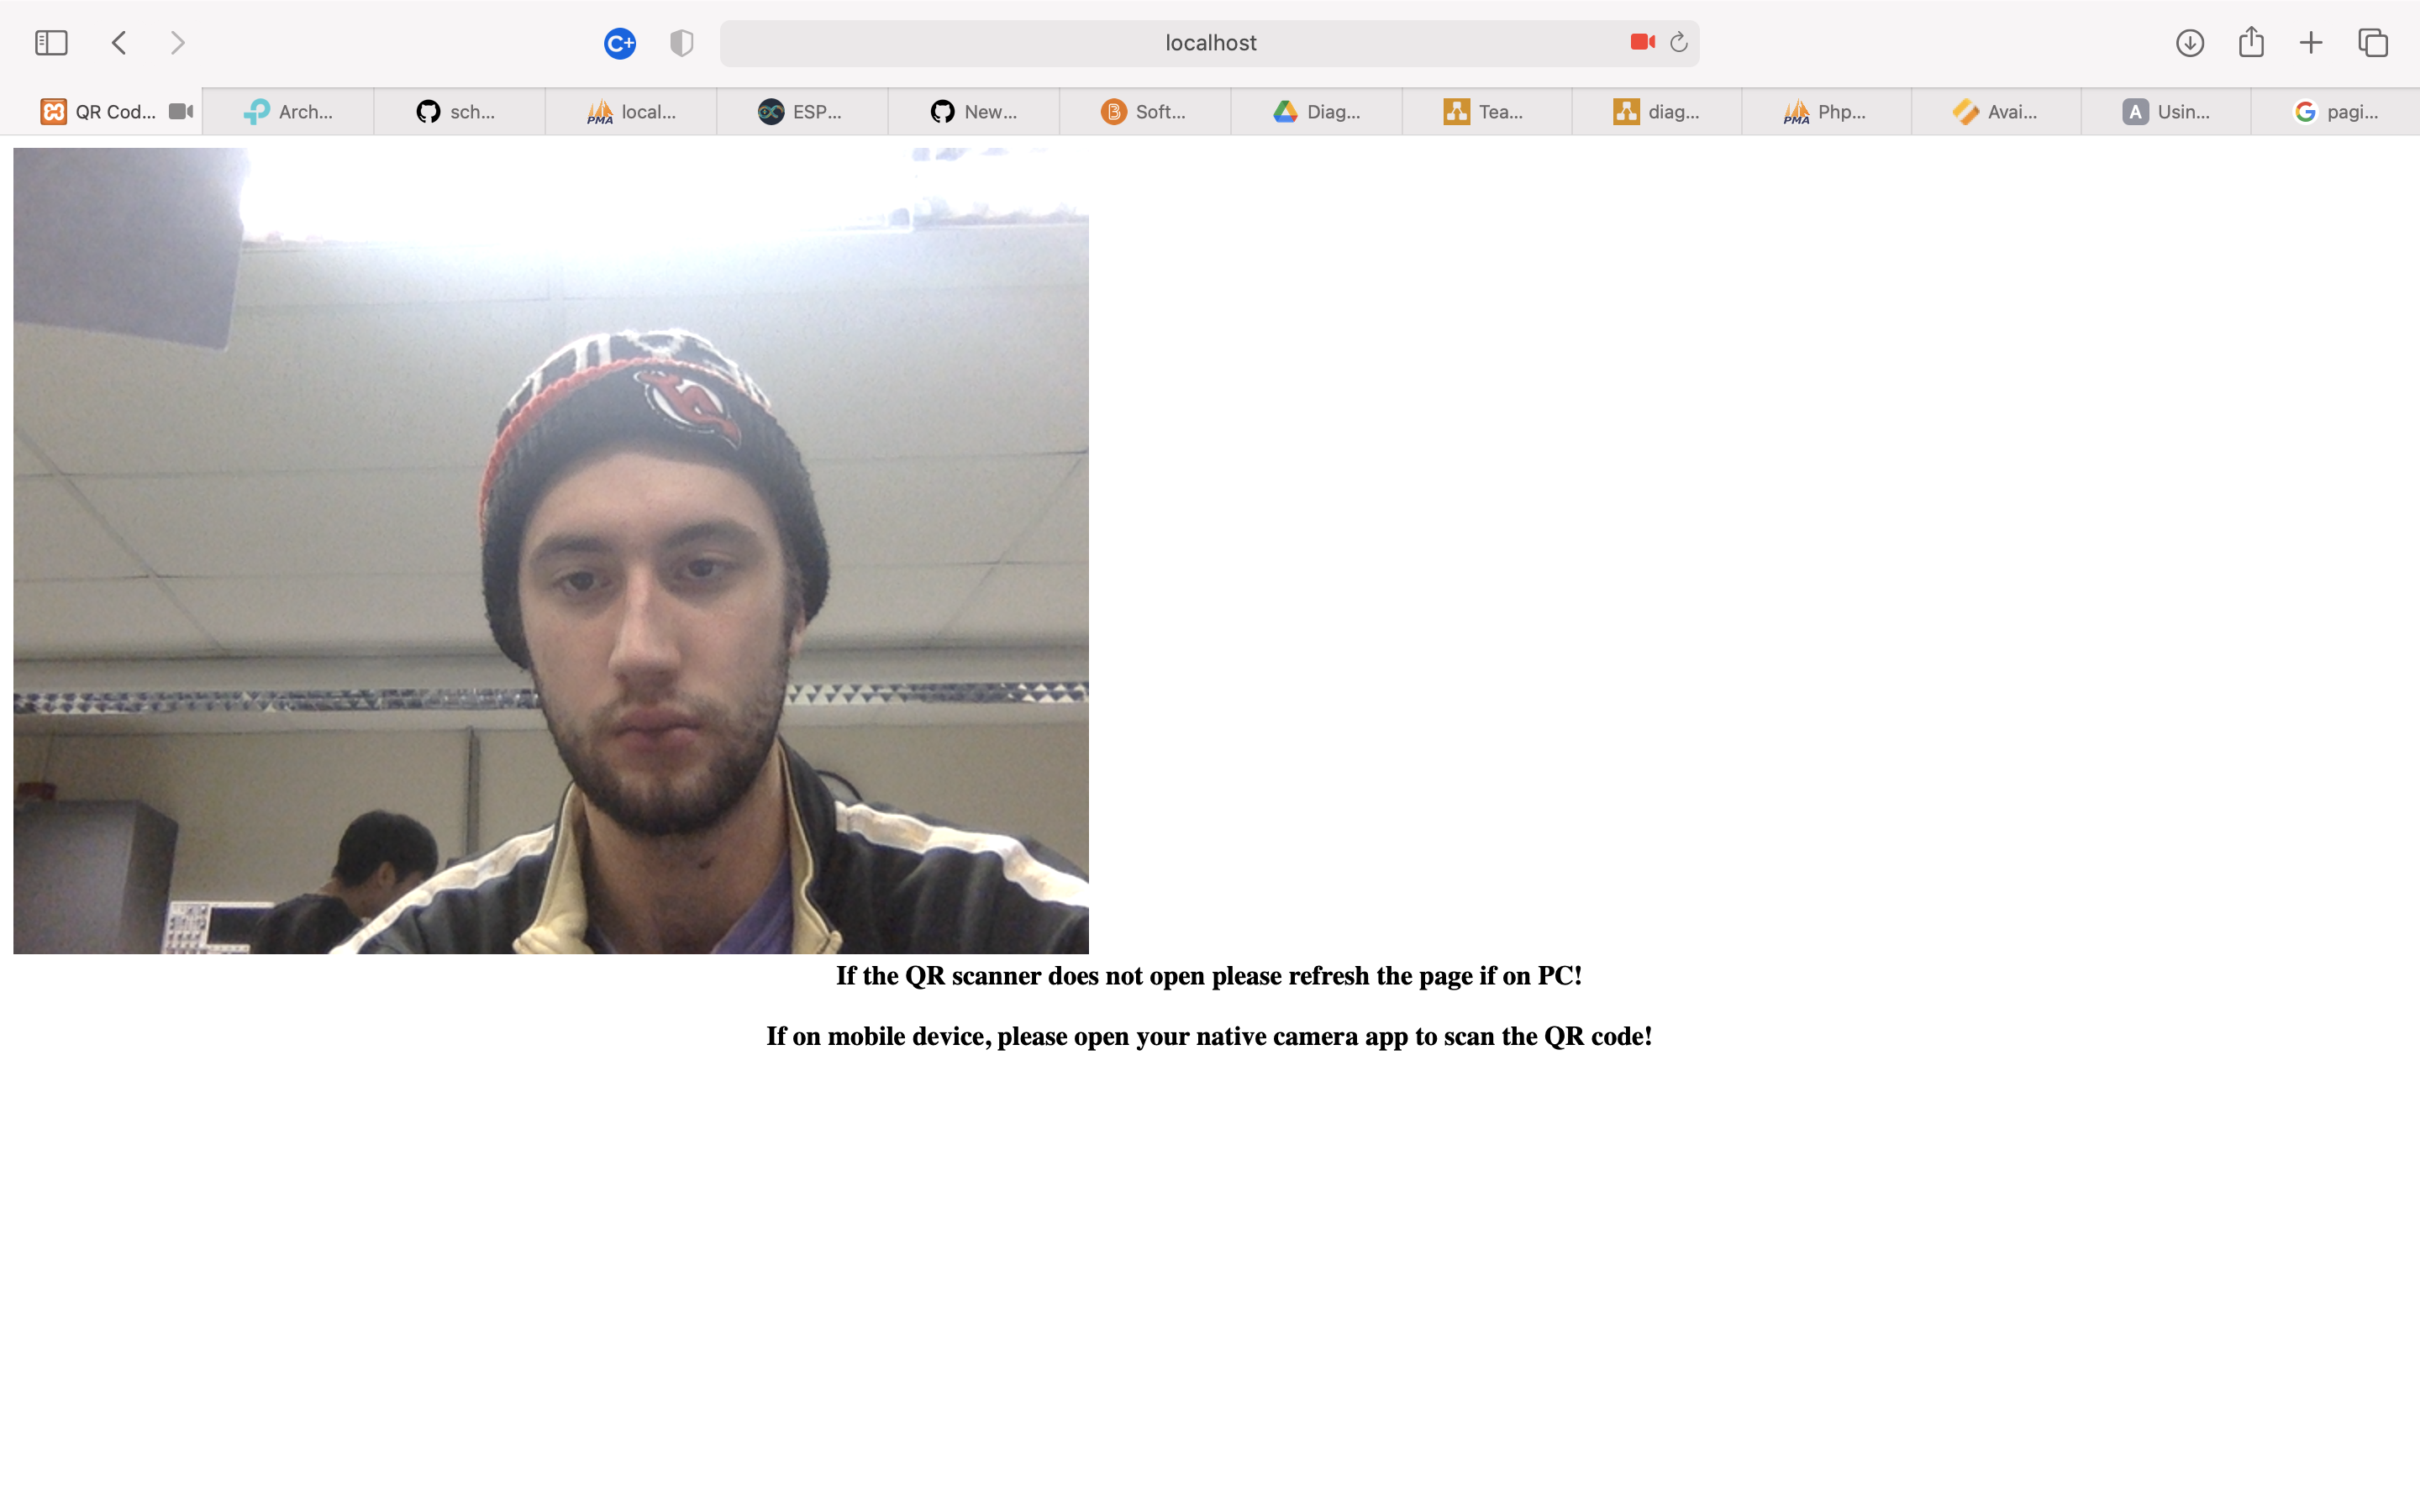 localhost
QR Cod...
Arch...
sch...
PMA
local...
ESP...
New...
Soft...
Diag...
Tea...
diag...
PMA
Php...
Avai...
A
Usin...
pagi...
C+
If the QR scanner does not open please refresh the page if on PC!
If on mobile device, please open your native camera app to scan the QR code!